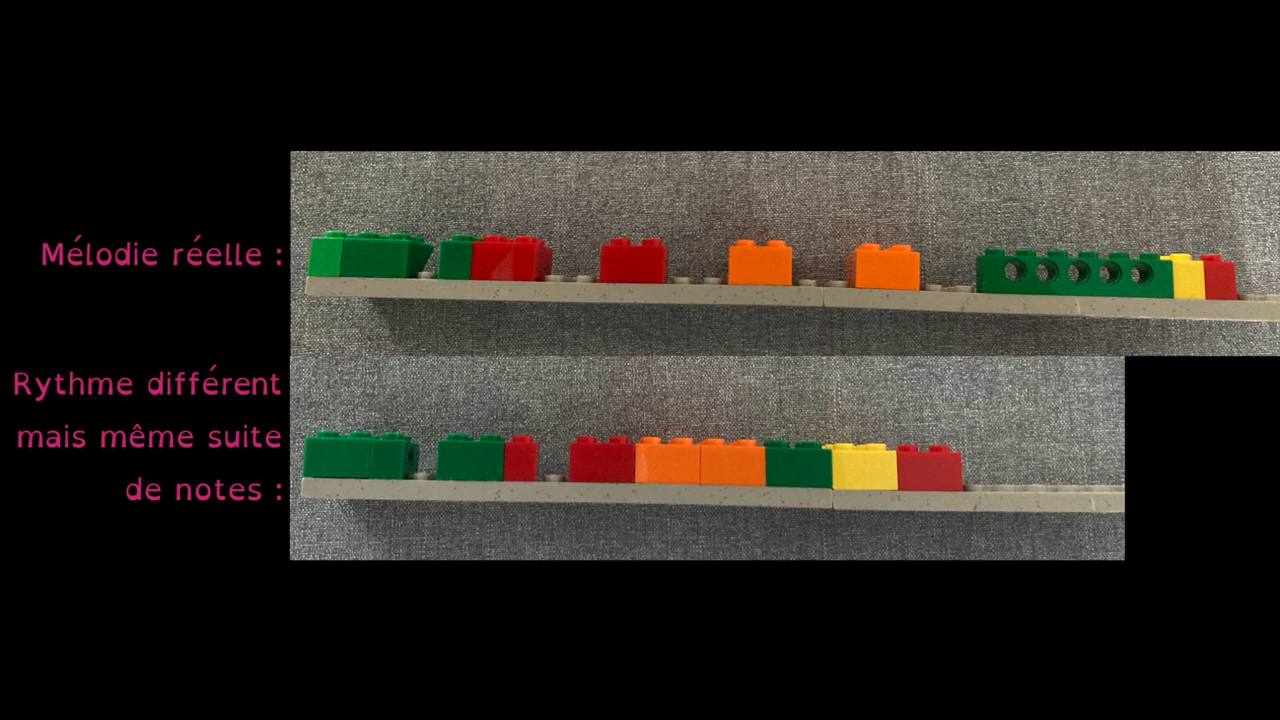 Mélodie réelle :
Rythme différent
mais même suite
de notes :